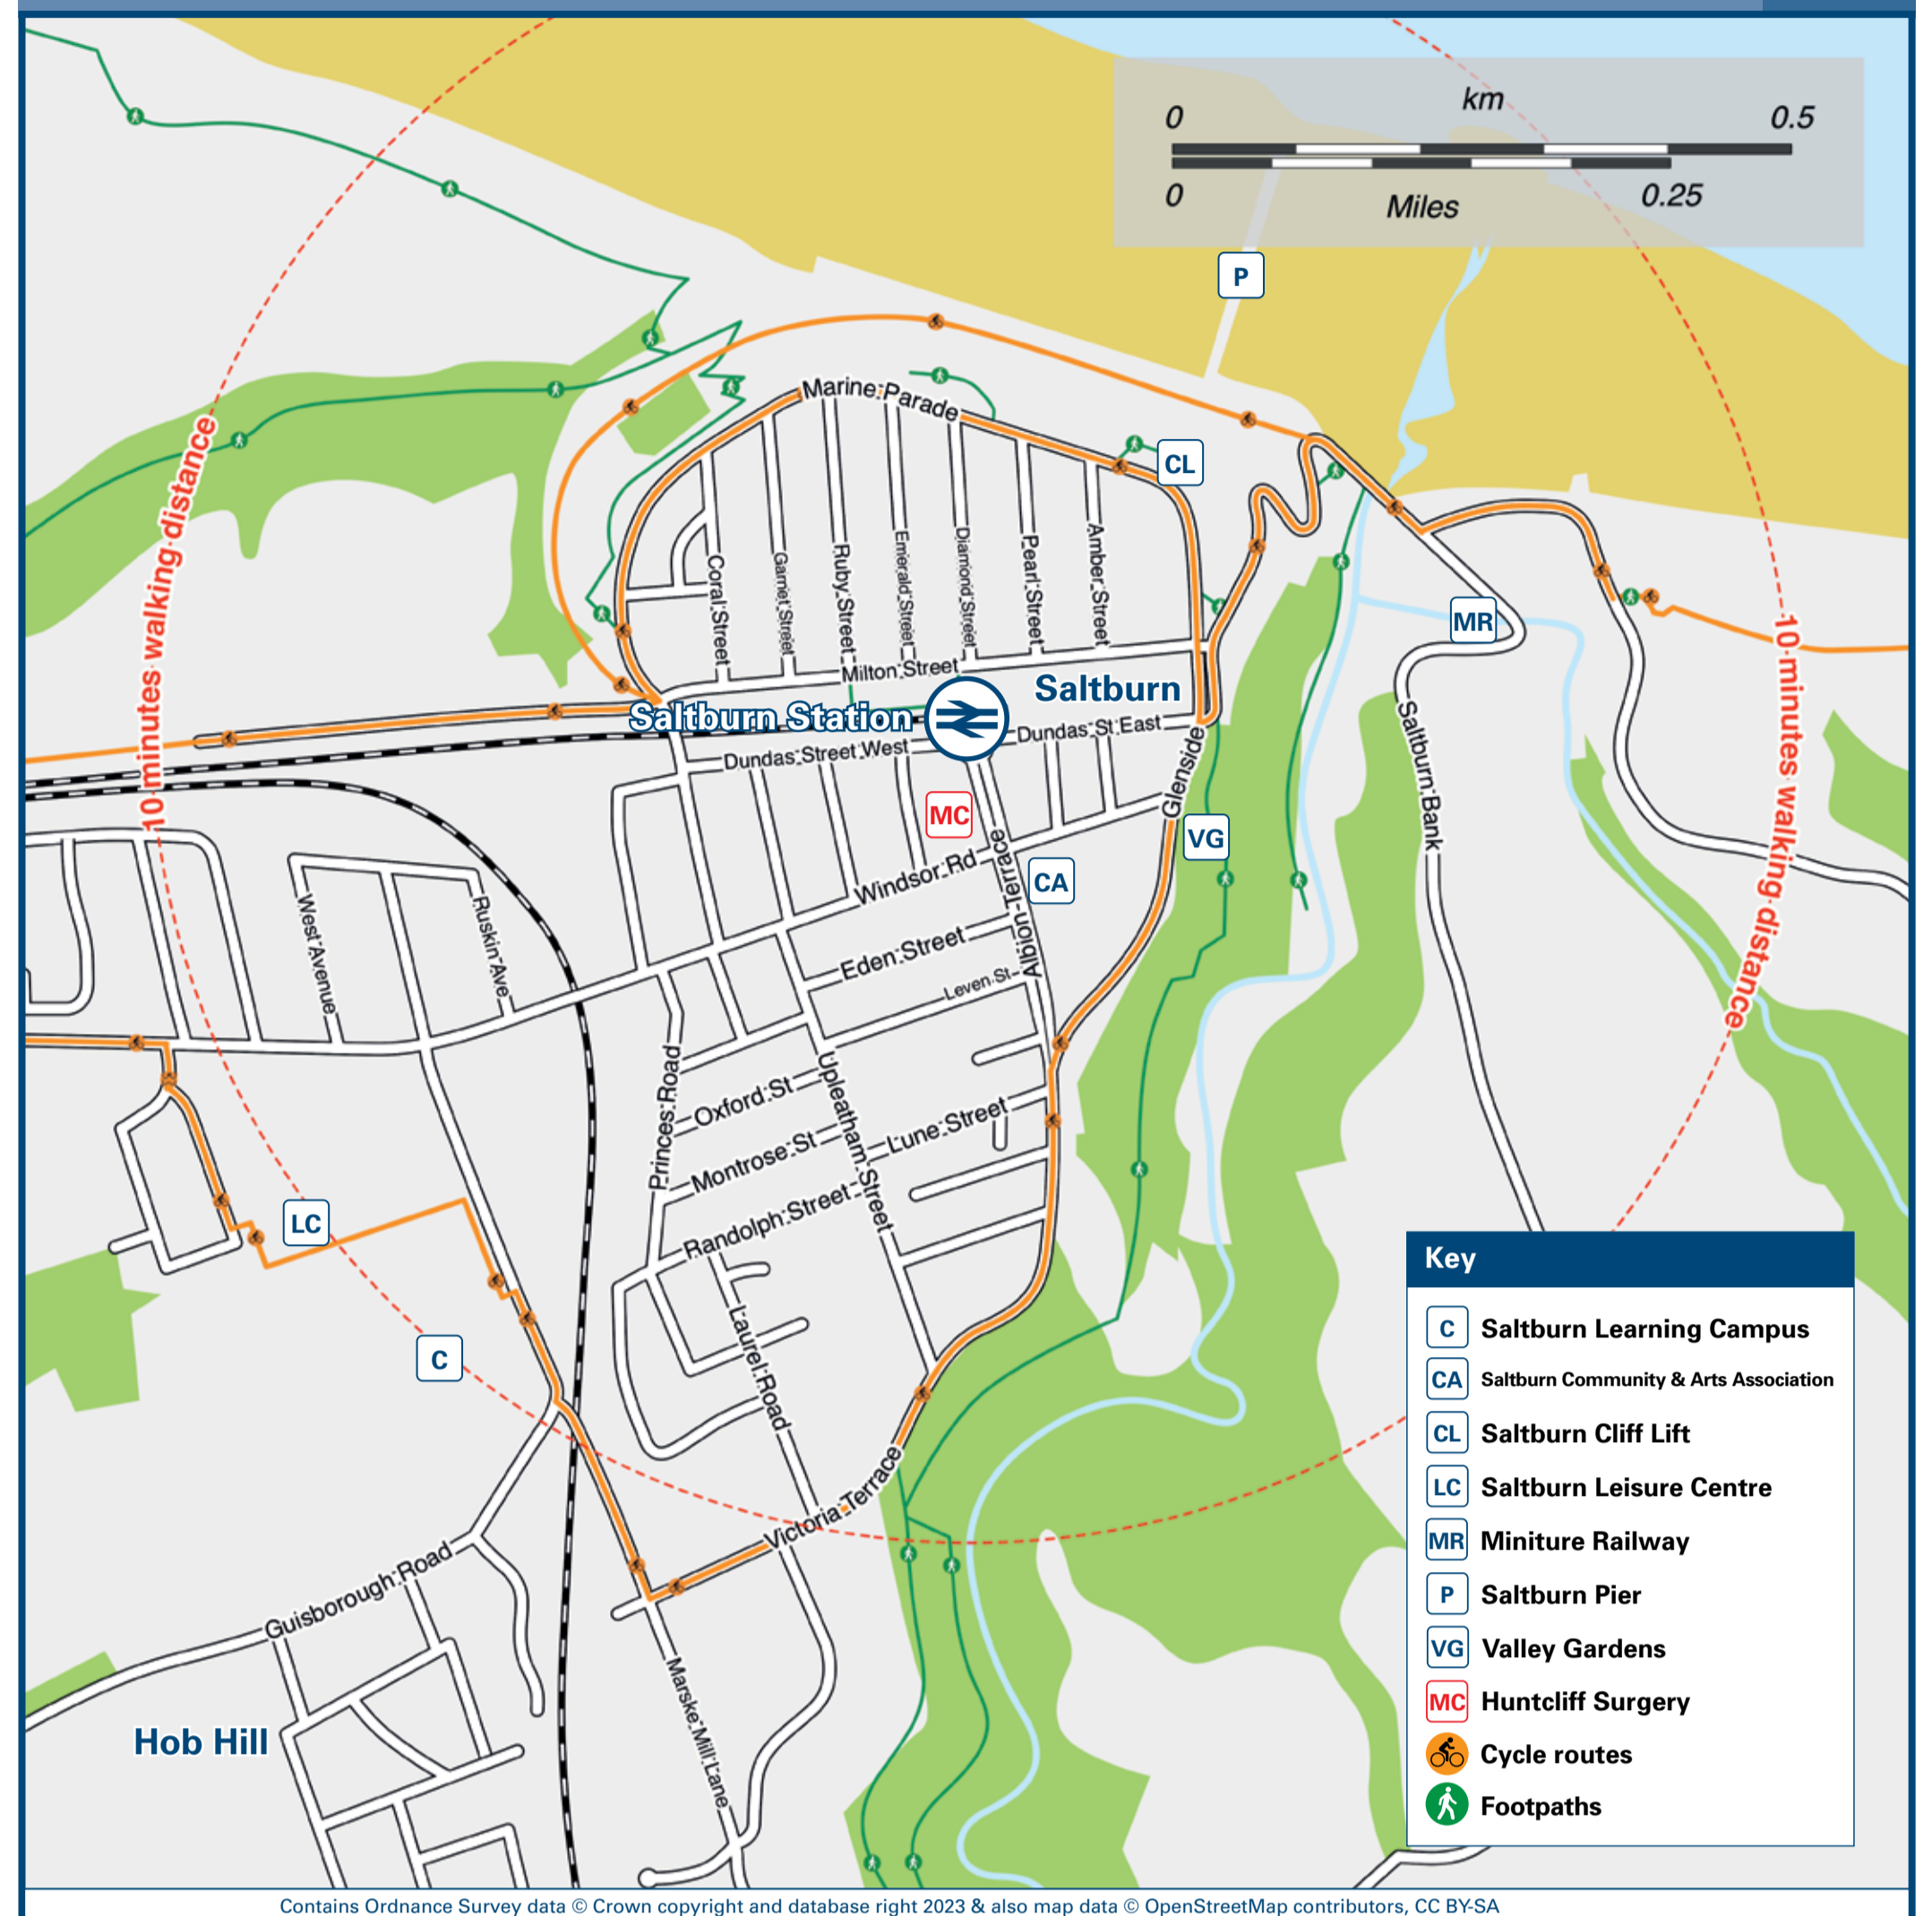 km
0
0.5
0
0.25
Miles
P
Marine Parade
CL
10 minutes walking distance
Coral Street
Garnet Street
Ruby Street
Emerald Street
Diamond Street
Pearl Street
Amber Street
MR
10 minutes walking distance
Milton Street
Saltburn
Saltburn Station
Dundas Street West
Dundas St East
Glenside
Saltburn Bank
MC
VG
Windsor Rd
CA
Albion Terrace
West Avenue
Ruskin Ave
Eden Street
Leven St
Princes Road
Oxford St
Upleatham Street
Lune Street
Montrose St
Randolph Street
LC
C
Laurel Road
Victoria Terrace
Guisborough Road
Marske Mill Lane
Hob Hill
Key
C Saltburn Learning Campus
CA Saltburn Community & Arts Association
CL Saltburn Cliff Lift
LC Saltburn Leisure Centre
MR Miniture Railway
P Saltburn Pier
VG Valley Gardens
MC Huntcliff Surgery
Cycle routes
Footpaths
Contains Ordnance Survey data © Crown copyright and database right 2023 & also map data © OpenStreetMap contributors, CC BY-SA